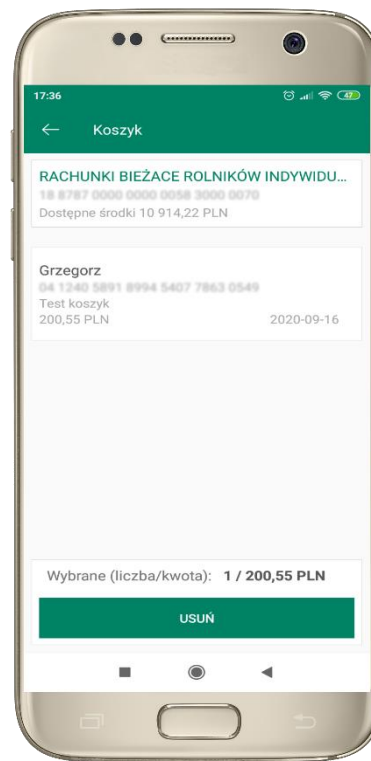 17:36
47
Koszyk
RACHUNKI BIEŻACE ROLNIKÓW INDYWIDU...
18 8787 0000 0000 0058 3000 0070
Dostępne środki 10 914,22 PLN
Grzegorz
04 1240 5891 8994 5407 7863 0549
Test koszyk
200,55 PLN 2020-09-16
Wybrane (liczba/kwota): 1 / 200,55 PLN
USUŃ